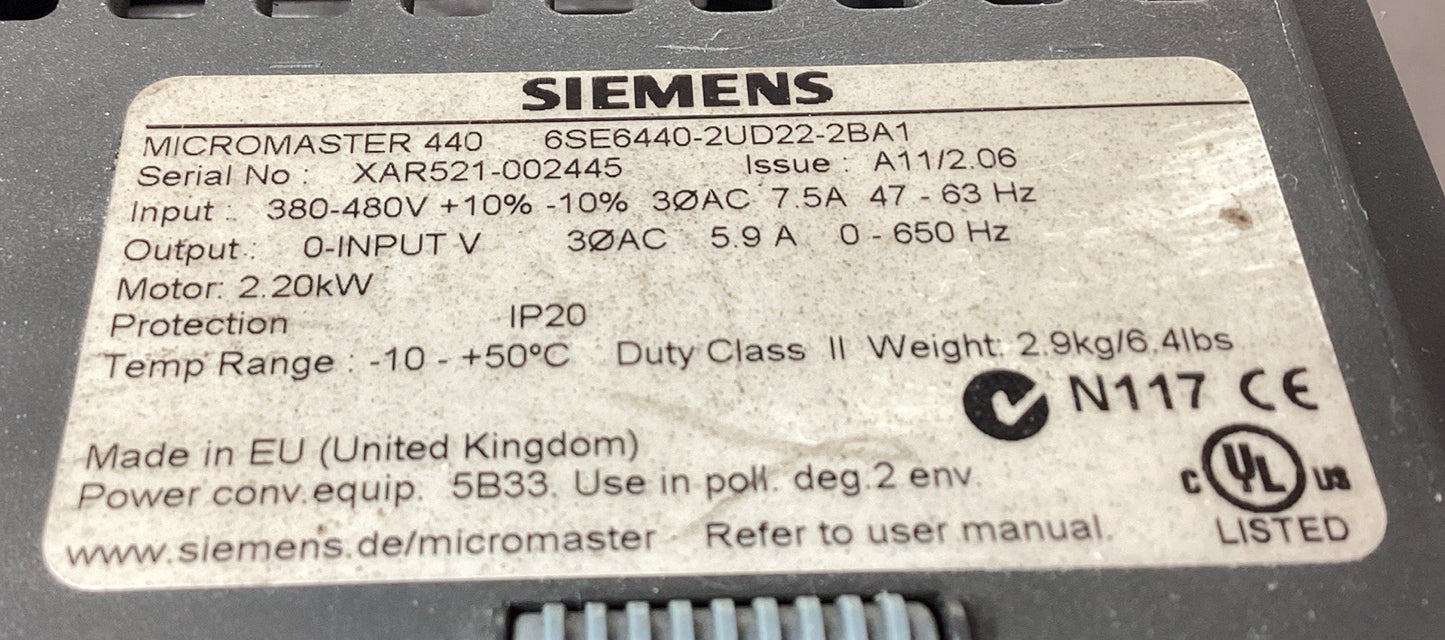 SIEMENS
MICROMASTER 440 6SE6440-2UD22-2BA1
Serial No : XAR521-002445 Issue : A11/2.06
Input : 380-480V +10% -10% 3ØAC 7.5A 47 - 63 Hz
Output : 0-INPUT V 3ØAC 5.9 A 0 - 650 Hz
Motor: 2.20kW
Protection IP20
Temp Range : -10 - +50ºC Duty Class II Weight: 2.9kg/6.4lbs
N117 CE
Made in EU (United Kingdom)
Power conv.equip. 5B33. Use in poll. deg.2 env.
C UL US
www.siemens.de/micromaster Refer to user manual.
LISTED